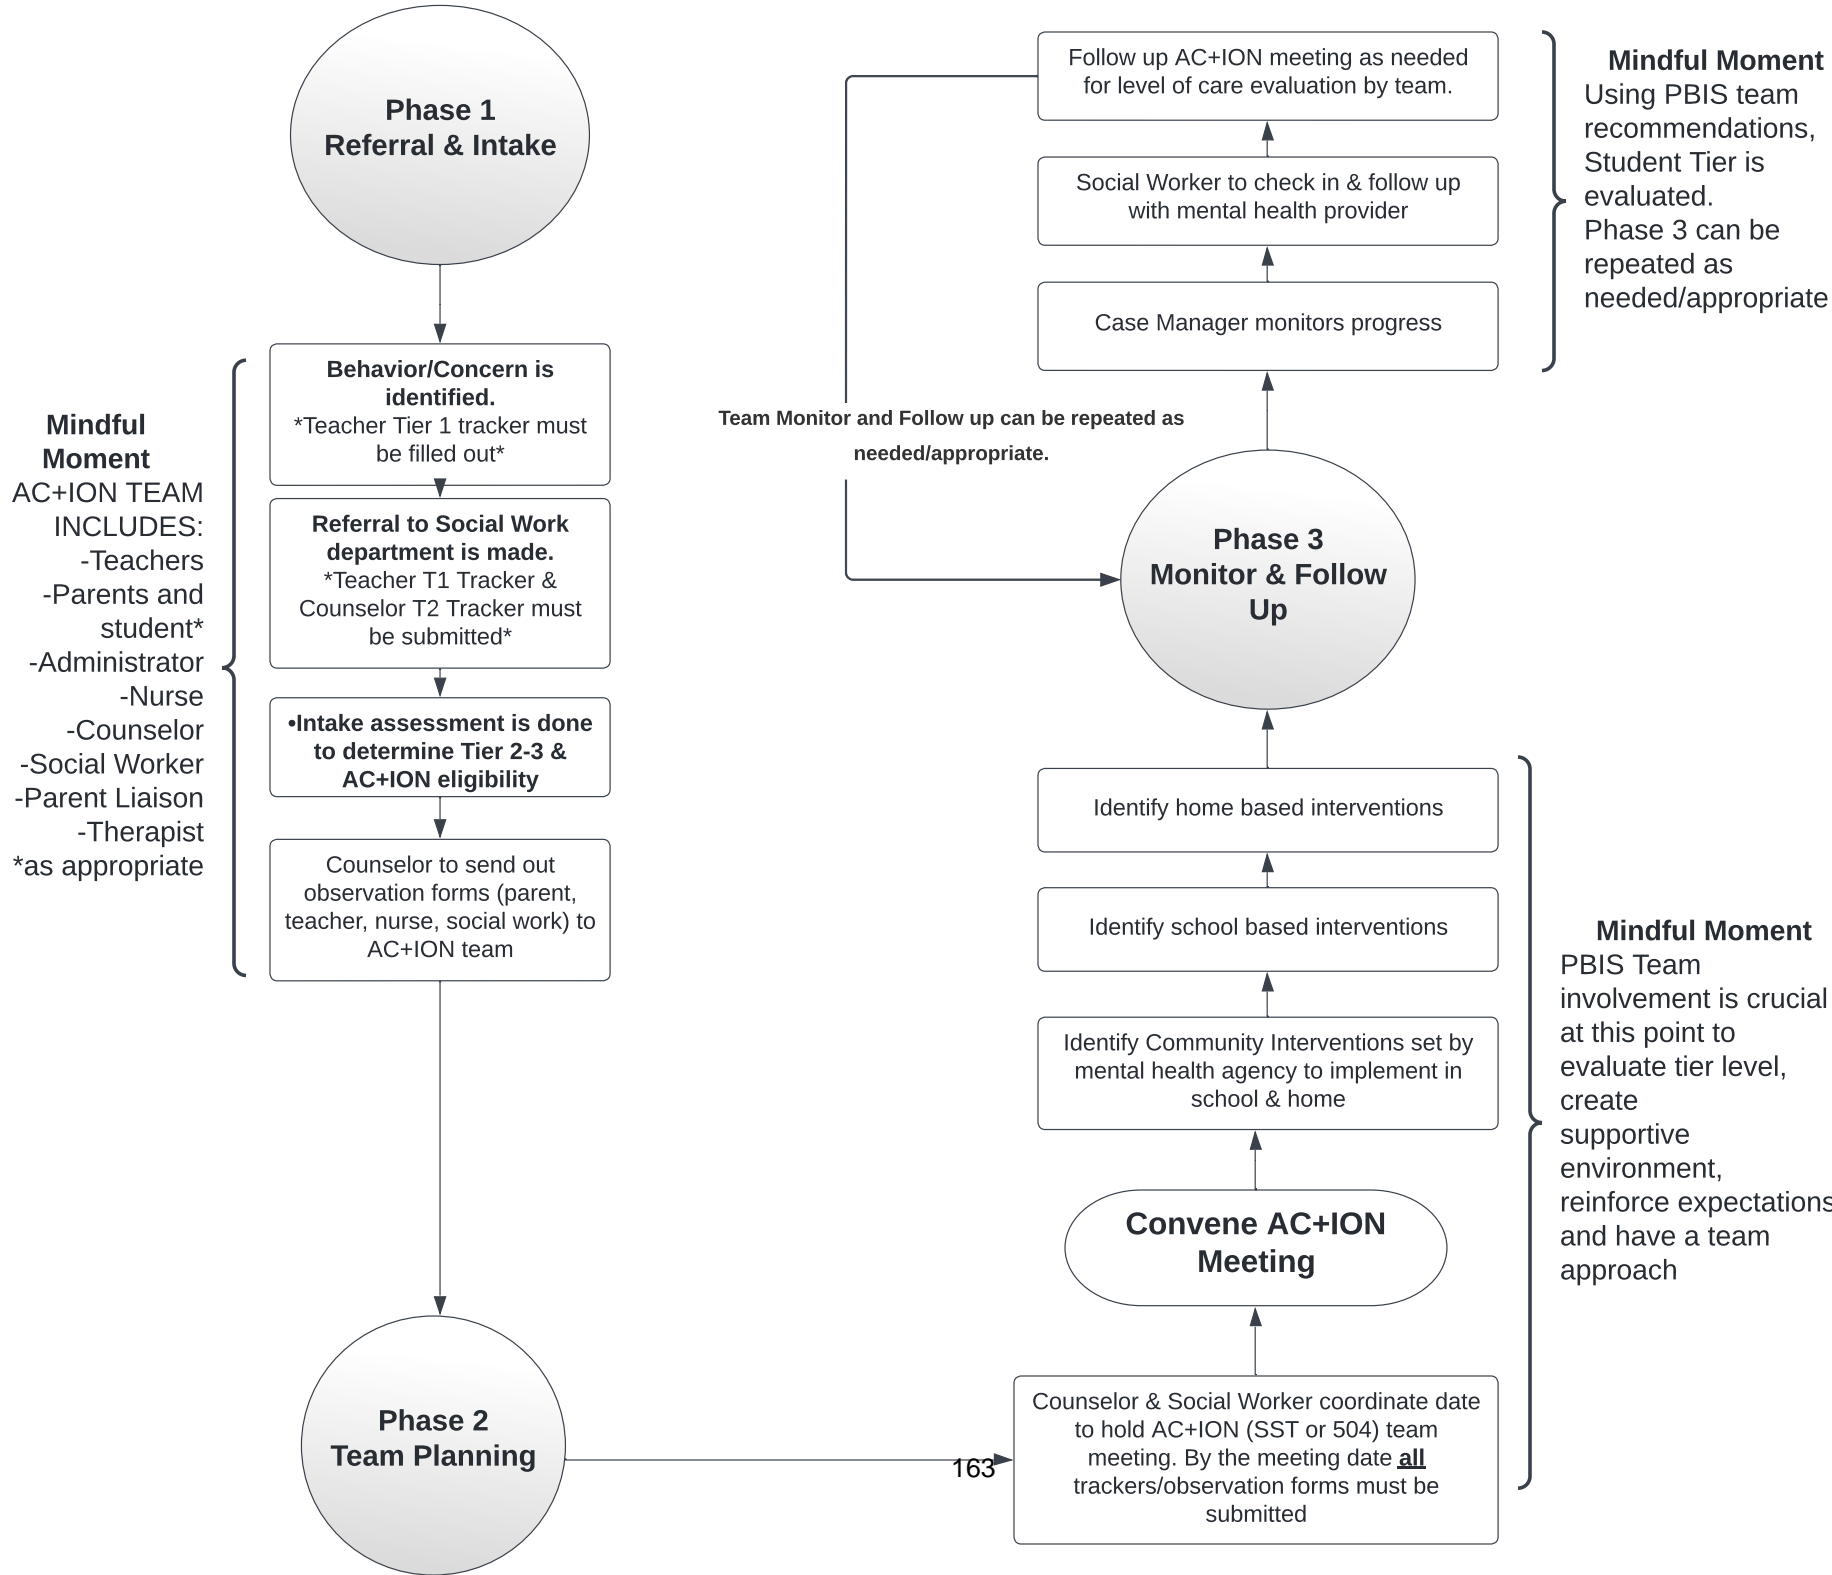 Phase 1
Referral & Intake
Behavior/Concern is
identified.
*Teacher Tier 1 tracker must
be filled out*
Referral to Social Work
department is made.
*Teacher T1 Tracker &
Counselor T2 Tracker must
be submitted*
•Intake assessment is done
to determine Tier 2-3 &
AC+ION eligibility
Counselor to send out
observation forms (parent,
teacher, nurse, social work) to
AC+ION team
Mindful
Moment
AC+ION TEAM
INCLUDES:
-Teachers
-Parents and
student*
-Administrator
-Nurse
-Counselor
-Social Worker
-Parent Liaison
-Therapist
*as appropriate
Phase 2
Team Planning
163
Counselor & Social Worker coordinate date
to hold AC+ION (SST or 504) team
meeting. By the meeting date all
trackers/observation forms must be
submitted
Convene AC+ION
Meeting
Identify Community Interventions set by
mental health agency to implement in
school & home
Identify school based interventions
Identify home based interventions
Mindful Moment
PBIS Team
involvement is crucial
at this point to
evaluate tier level,
create
supportive
environment,
reinforce expectations
and have a team
approach
Phase 3
Monitor & Follow
Up
Case Manager monitors progress
Social Worker to check in & follow up
with mental health provider
Follow up AC+ION meeting as needed
for level of care evaluation by team.
Team Monitor and Follow up can be repeated as
needed/appropriate.
Mindful Moment
Using PBIS team
recommendations,
Student Tier is
evaluated.
Phase 3 can be
repeated as
needed/appropriate